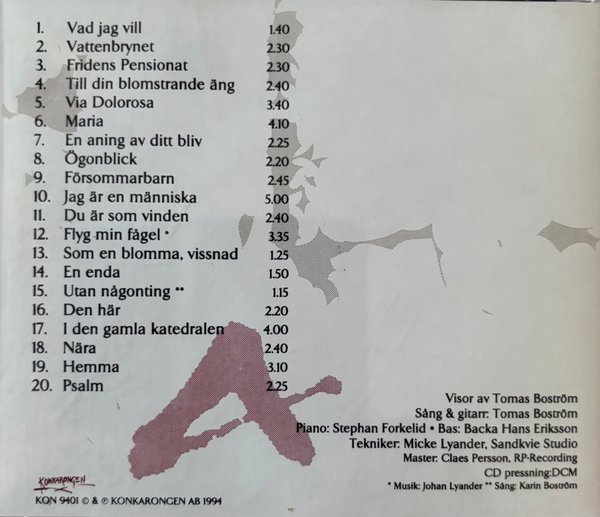 1. Vad jag vill 1.40
2. Vattenbrynet 2.30
3. Fridens Pensionat 2.30
4. Till din blomstrande äng 2.40
5. Via Dolorosa 3.40
6. Maria 4.10
7. En aning av ditt bliv 2.25
8. Ögonblick 2.20
9. Försommarbarn 2.45
10. Jag är en människa 5.00
11. Du är som vinden 2.40
12. Flyg min fågel * 3.35
13. Som en blomma, vissnad 1.25
14. En enda 1.50
15. Utan någonting ** 1.15
16. Den här 2.20
17. I den gamla katedralen 4.00
18. Nära 2.40
19. Hemma 3.10
20. Psalm 2.25
Visor av Tomas Boström
Sång & gitarr: Tomas Boström
Piano: Stephan Forkelid • Bas: Backa Hans Eriksson
Tekniker: Micke Lyander, Sandkvie Studio
Master: Claes Persson, RP-Recording
CD pressning:DCM
* Musik: Johan Lyander ** Sång: Karin Boström
KONKARONGEN
KQN 9401 © & ℗ KONKARONGEN AB 1994